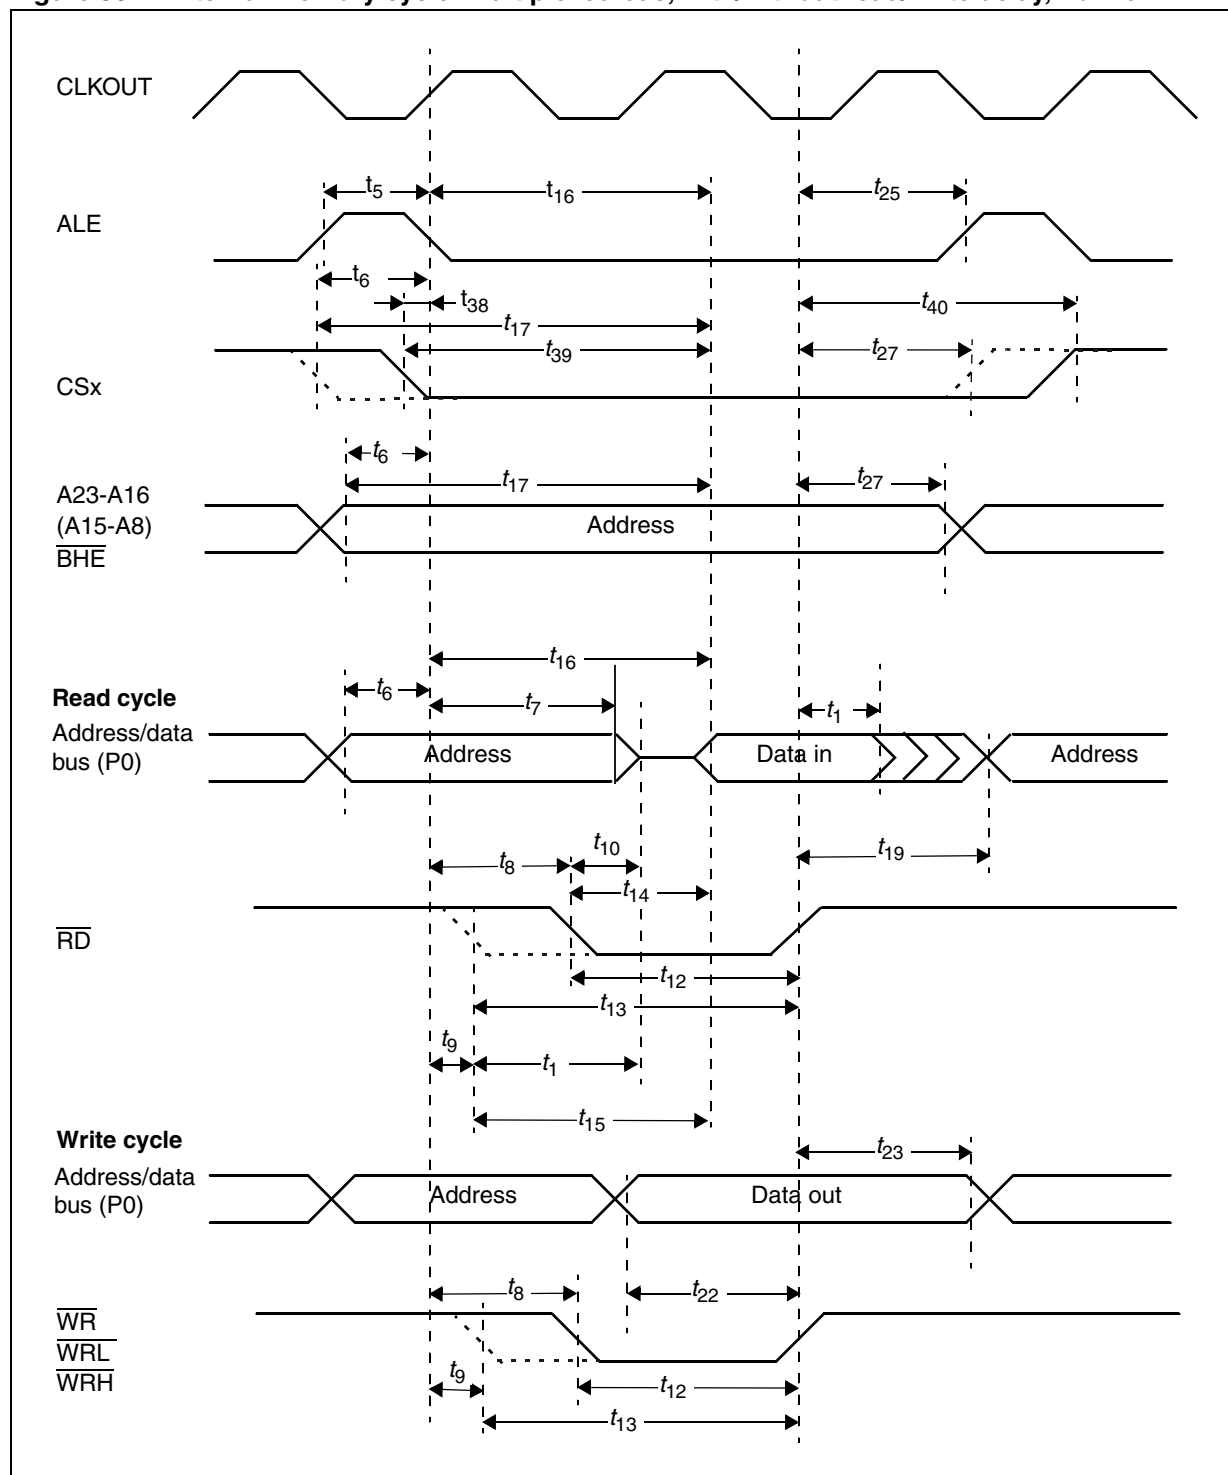 CLKOUT
t5
t16
t25
ALE
t6
t38
t40
t17
t39
t27
CSx
t6
t17
t27
A23-A16
(A15-A8)
Address
BHE
t16
Read cycle
t6
t7
t1
Address/data
bus (P0)
Address
Data in
Address
t10
t8
t19
t14
RD
t12
t13
t9
t1
t15
Write cycle
t23
Address/data
bus (P0)
Address
Data out
t8
t22
WR
WRL
WRH
t9
t12
t13